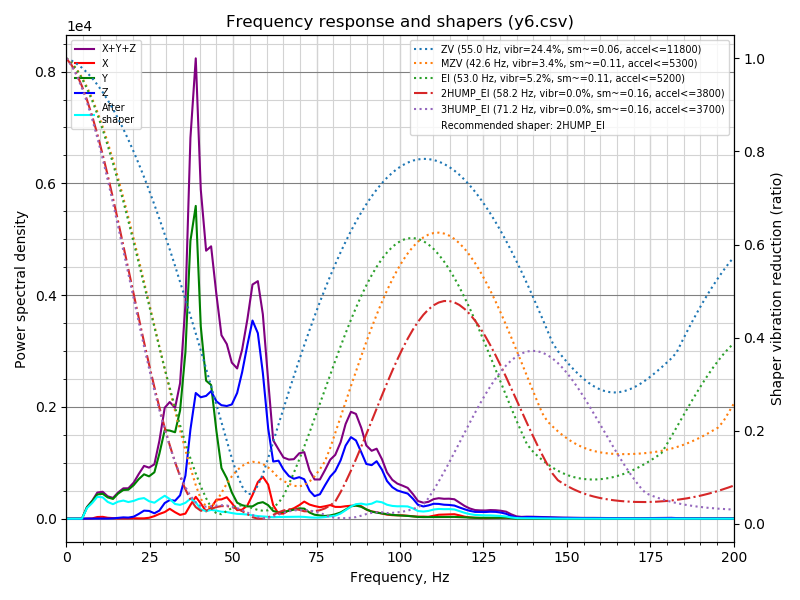 Frequency response and shapers (y6.csv)
1e4
X+Y+Z
X
Y
Z
After
shaper
ZV (55.0 Hz, vibr=24.4%, sm~=0.06, accel<=11800)
MZV (42.6 Hz, vibr=3.4%, sm~=0.11, accel<=5300)
EI (53.0 Hz, vibr=5.2%, sm~=0.11, accel<=5200)
2HUMP_EI (58.2 Hz, vibr=0.0%, sm~=0.16, accel<=3800)
3HUMP_EI (71.2 Hz, vibr=0.0%, sm~=0.16, accel<=3700)
Recommended shaper: 2HUMP_EI
0.8
0.6
0.4
0.2
0.0
Power spectral density
1.0
0.8
0.6
0.4
0.2
0.0
Shaper vibration reduction (ratio)
0 25 50 75 100 125 150 175 200
Frequency, Hz